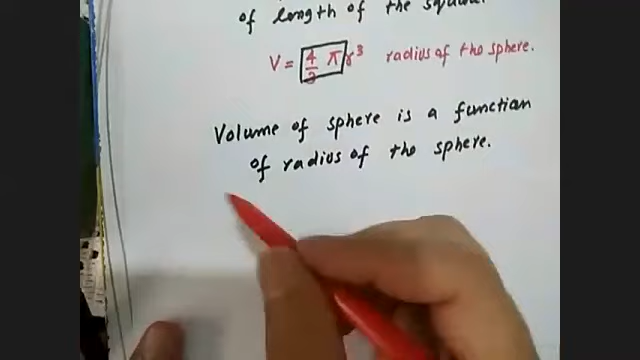 of length of the square.
V = 4/3 π r³ radius of the sphere.
Volume of sphere is a function
of radius of the sphere.